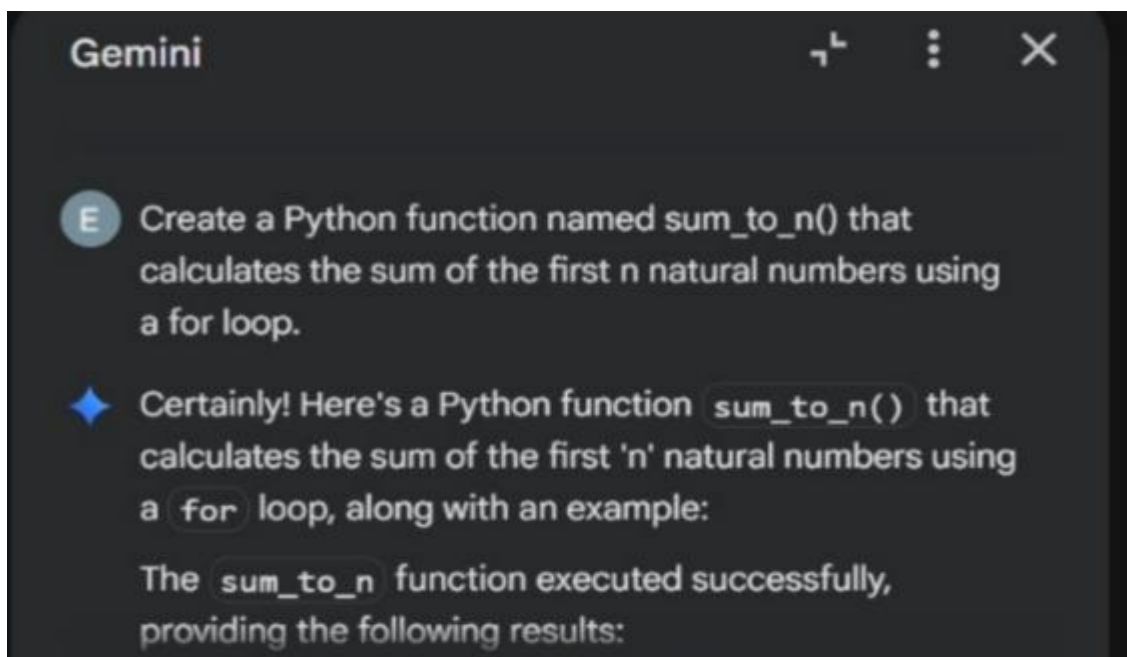 Gemini
E
Create a Python function named sum_to_n() that
calculates the sum of the first n natural numbers using
a for loop.
Certainly! Here's a Python function sum_to_n() that
calculates the sum of the first 'n' natural numbers using
a for loop, along with an example:
The sum_to_n function executed successfully,
providing the following results: